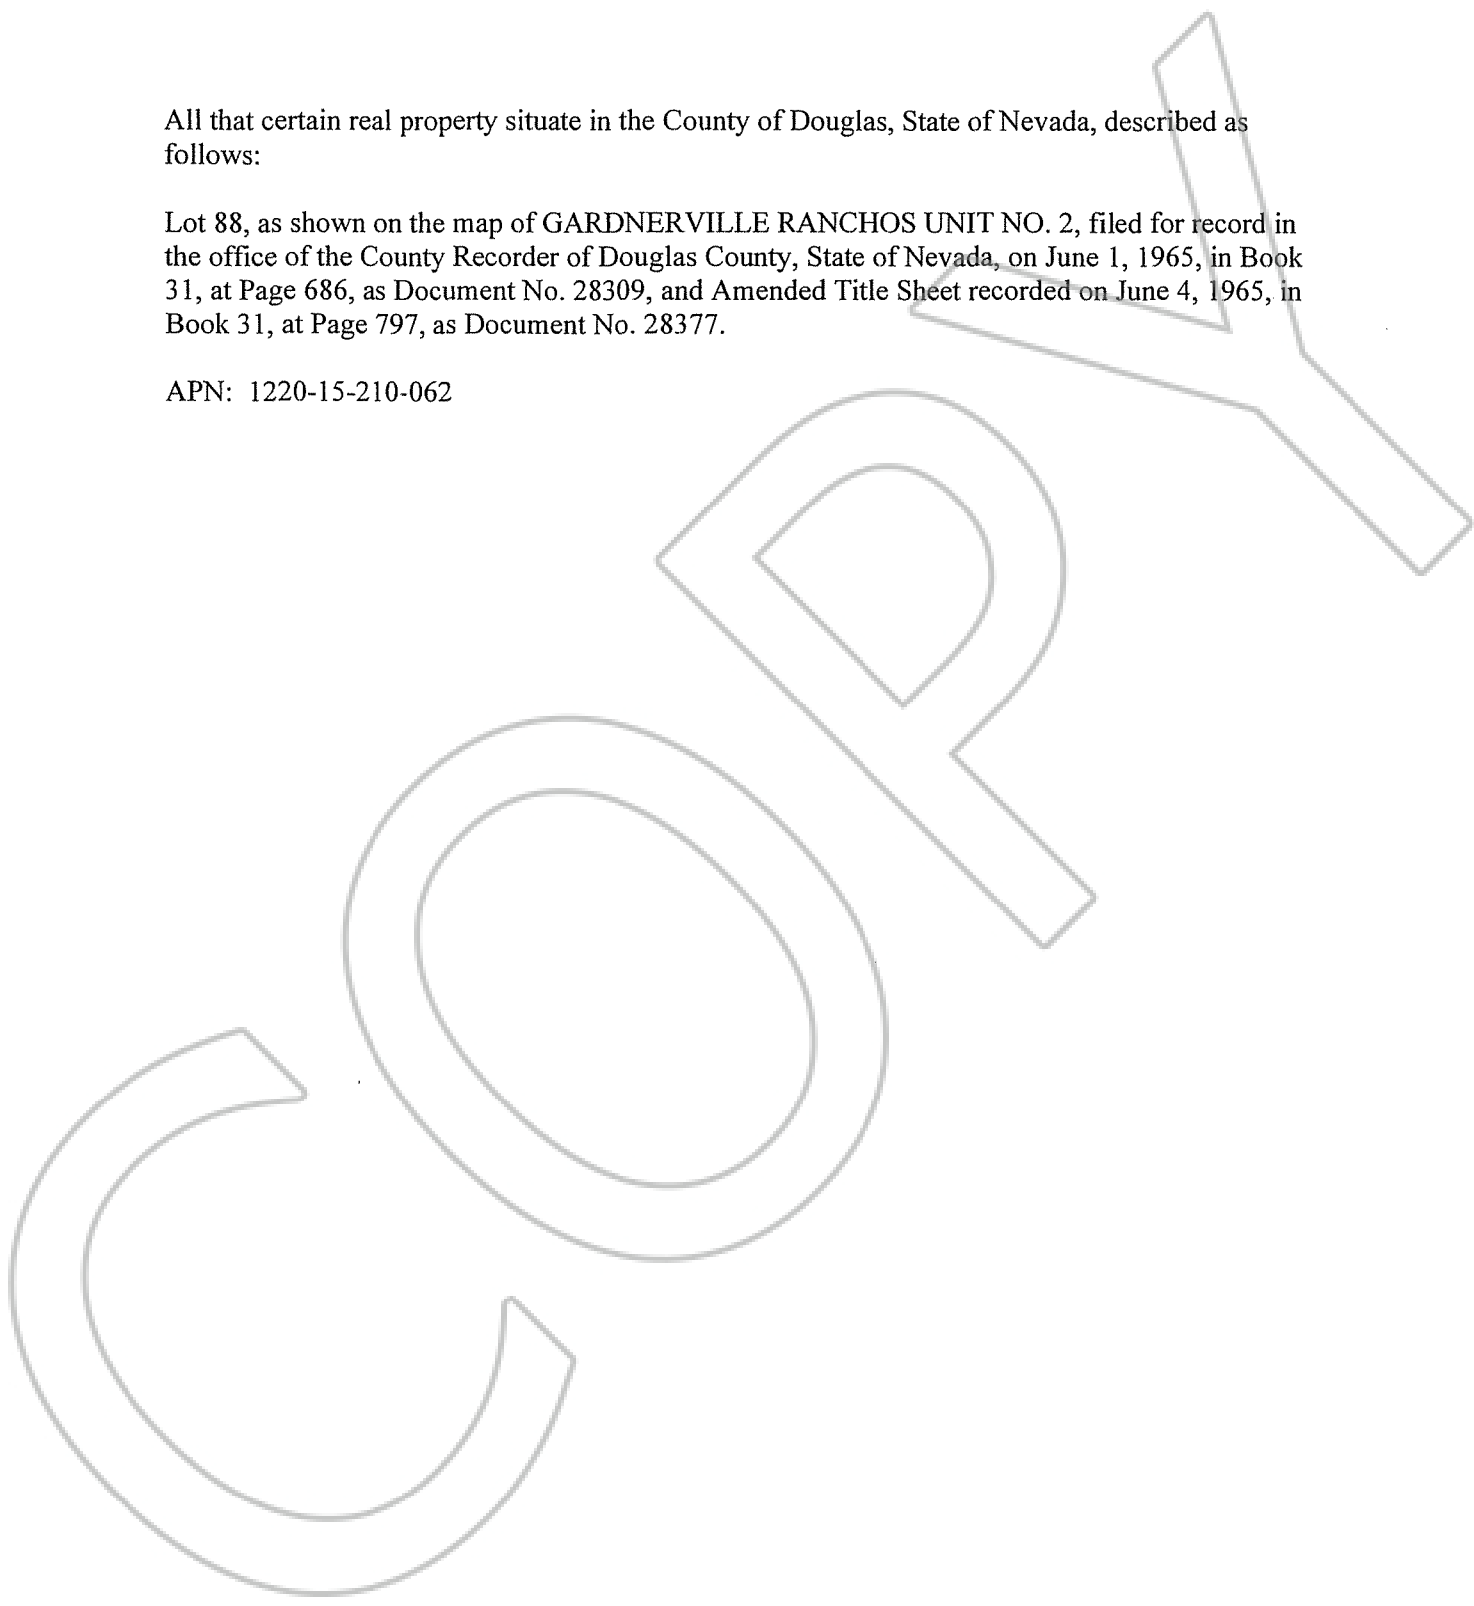 All that certain real property situate in the County of Douglas, State of Nevada, described as
follows:
Lot 88, as shown on the map of GARDNERVILLE RANCHOS UNIT NO. 2, filed for record in
the office of the County Recorder of Douglas County, State of Nevada, on June 1, 1965, in Book
31, at Page 686, as Document No. 28309, and Amended Title Sheet recorded on June 4, 1965, in
Book 31, at Page 797, as Document No. 28377.
APN: 1220-15-210-062
COPY